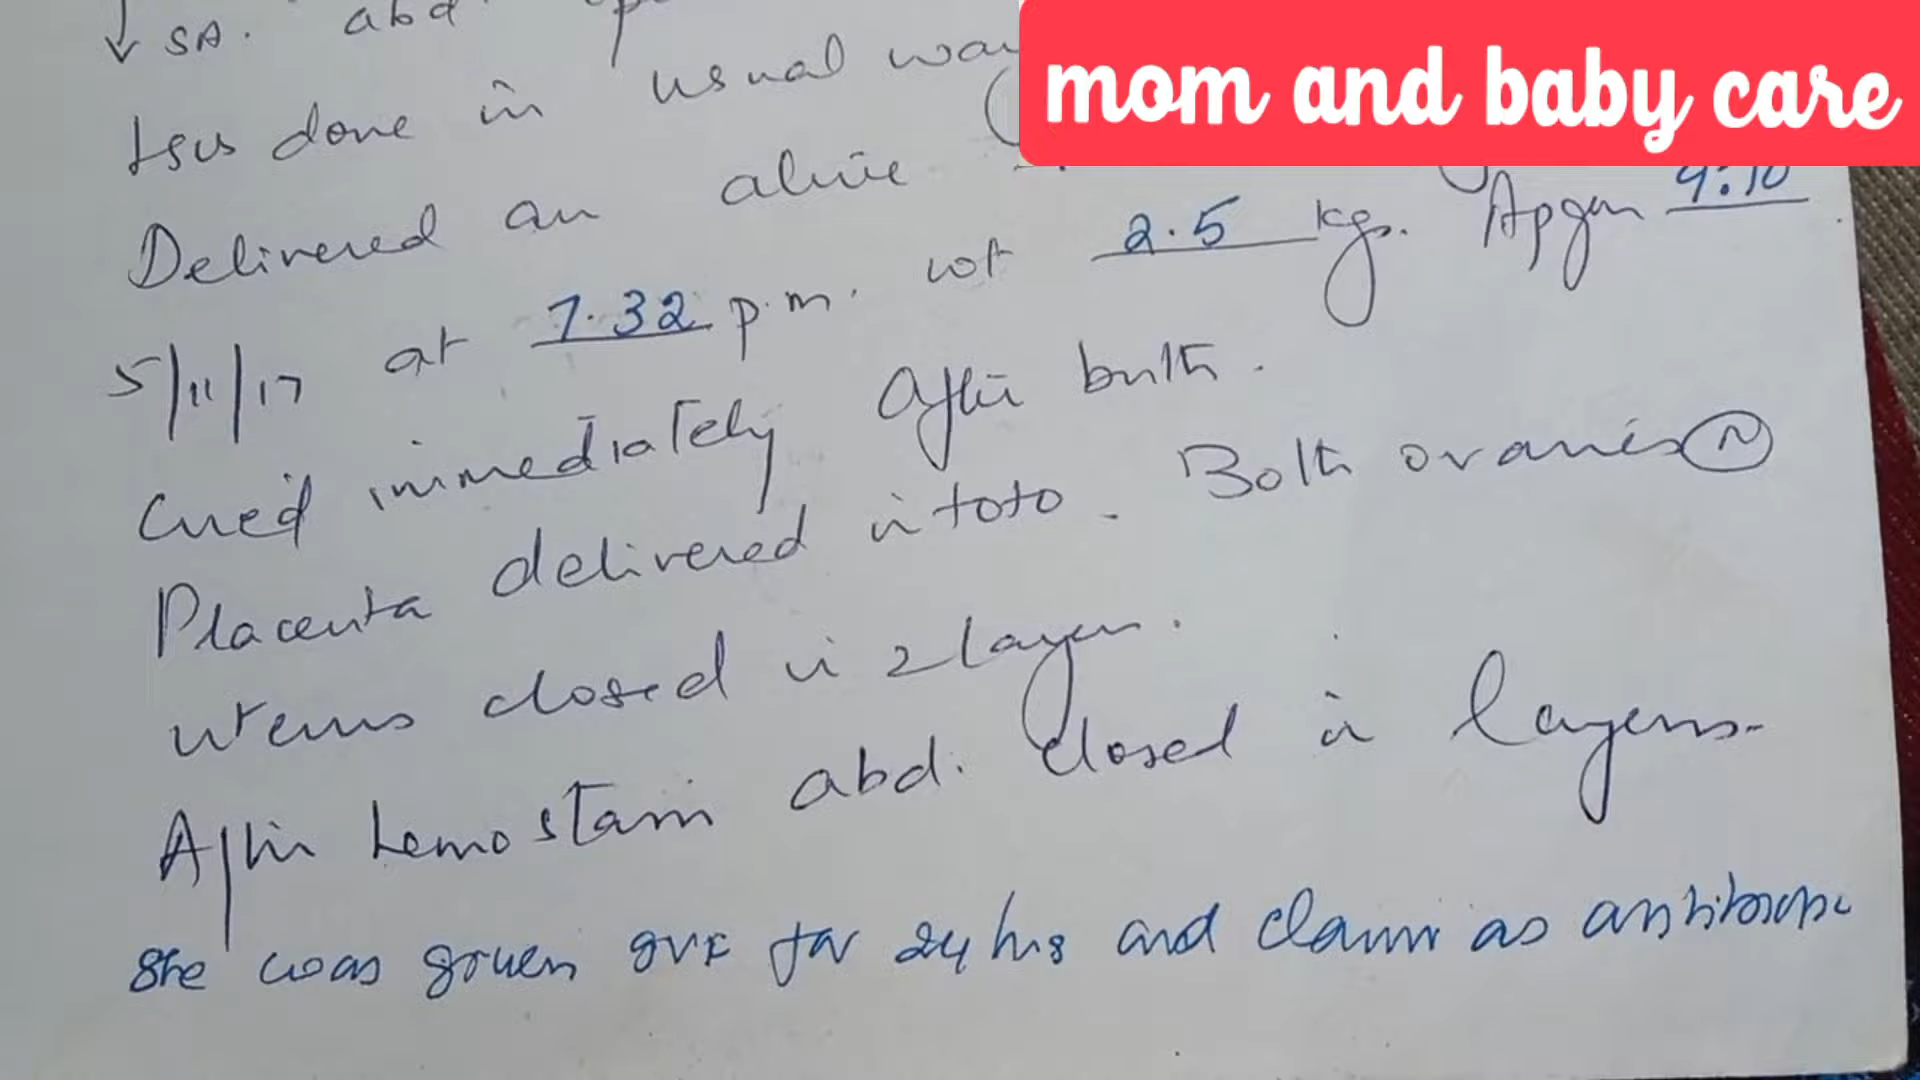 mom and baby care
↓ SA. abd
LSCS done in usual way
Delivered an alive
5/11/17 at 7.32 p.m. wt 2.5 kgs. Apgar 9:10
Cried immediately After birth.
Placenta delivered in toto. Both ovaries (N)
uterus closed in 2 layers.
After hemostasis abd. closed in layers.
She was given IVF for 24 hrs and as antibiotic